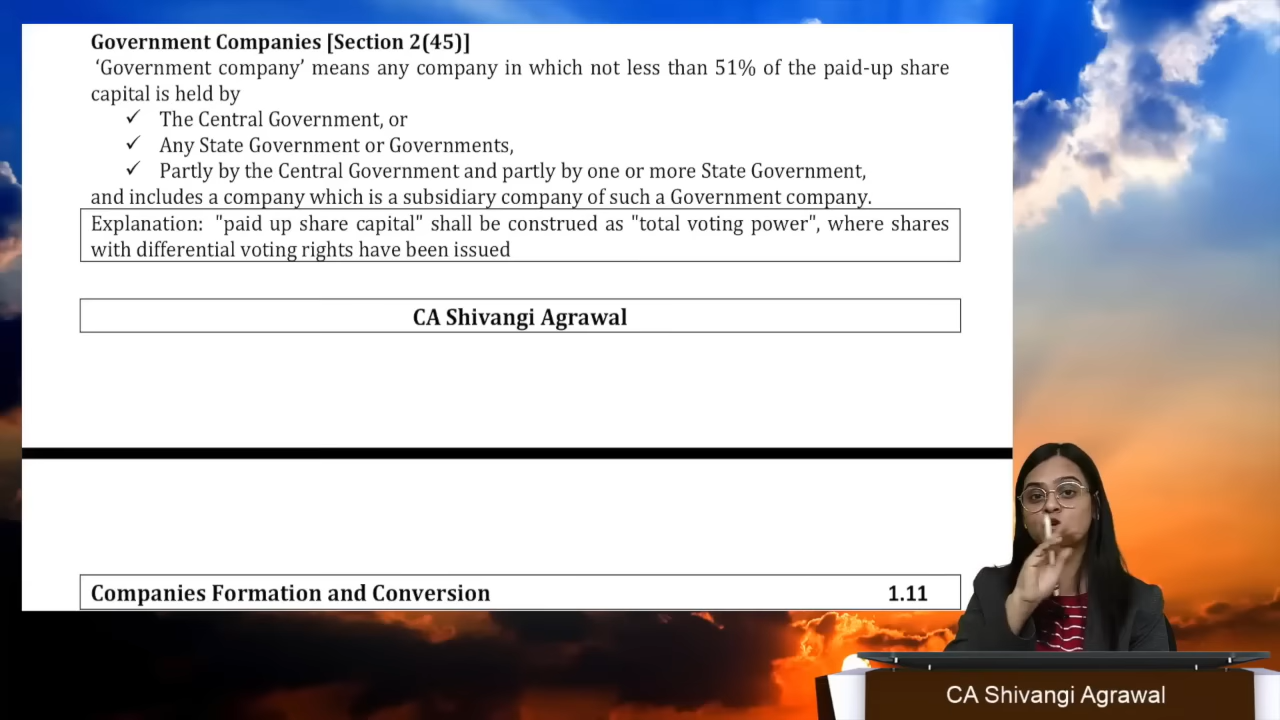 Government Companies [Section 2(45)]
‘Government company’ means any company in which not less than 51% of the paid-up share
capital is held by
✓ The Central Government, or
✓ Any State Government or Governments,
✓ Partly by the Central Government and partly by one or more State Government,
and includes a company which is a subsidiary company of such a Government company.
Explanation: "paid up share capital" shall be construed as "total voting power", where shares
with differential voting rights have been issued
CA Shivangi Agrawal
Companies Formation and Conversion 1.11
CA Shivangi Agrawal